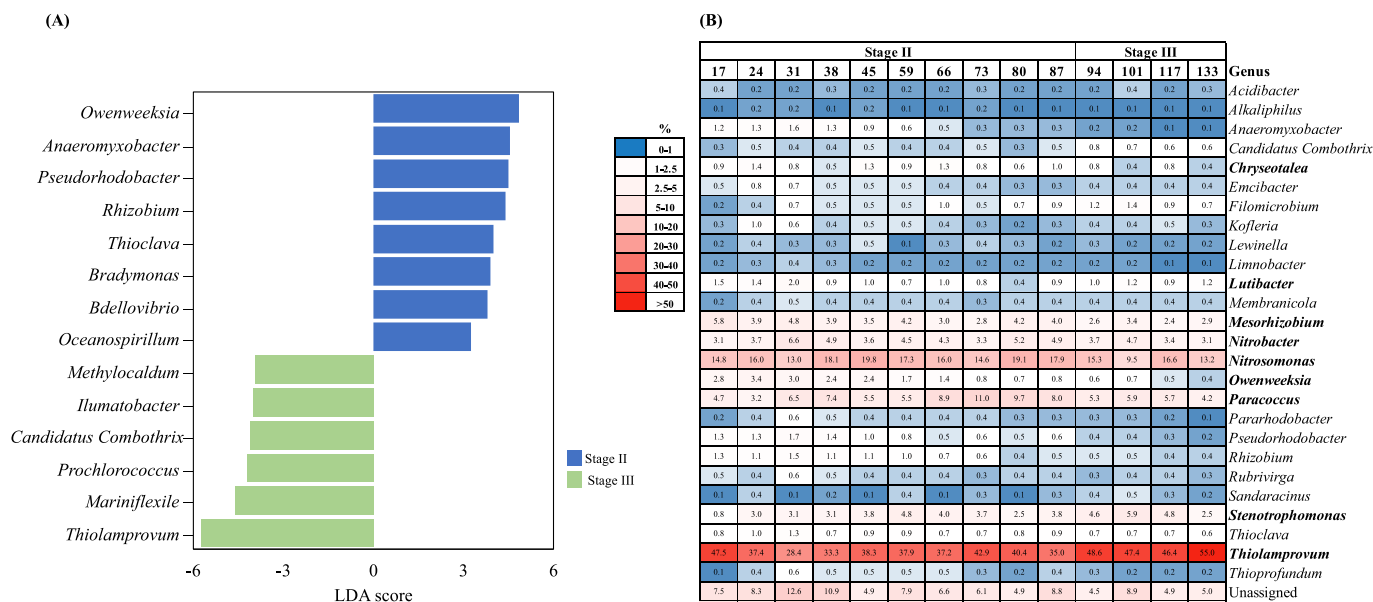 (A)
Owenweeksia
Anaeromyxobacter
Pseudorhodobacter
Rhizobium
Thioclava
Bradymonas
Bdellovibrio
Oceanospirillum
Methylocaldum
Ilumatobacter
Candidatus Combothrix
Prochlorococcus
Mariniflexile
Thiolamprovum
-6 -3 0 3 6
LDA score
Stage II
Stage III
(B)
%
0-1
1-2.5
2.5-5
5-10
10-20
20-30
30-40
40-50
>50
Stage II Stage III
17 24 31 38 45 59 66 73 80 87 94 101 117 133 Genus
0.4 0.2 0.2 0.3 0.2 0.2 0.2 0.3 0.2 0.2 0.2 0.4 0.2 0.3 Acidibacter
0.1 0.2 0.2 0.1 0.2 0.1 0.1 0.2 0.1 0.1 0.1 0.1 0.1 0.1 Alkaliphilus
1.2 1.3 1.6 1.3 0.9 0.6 0.5 0.3 0.3 0.3 0.2 0.2 0.1 0.1 Anaeromyxobacter
0.3 0.5 0.4 0.4 0.4 0.4 0.4 0.5 0.3 0.5 0.8 0.7 0.6 0.6 Candidatus Combothrix
0.9 1.4 0.8 0.5 1.3 0.9 1.3 0.8 0.6 1.0 0.8 0.4 0.8 0.4 Chryseotalea
0.5 0.8 0.7 0.5 0.5 0.5 0.4 0.4 0.3 0.3 0.4 0.4 0.4 0.4 Emcibacter
0.2 0.4 0.7 0.5 0.5 0.5 1.0 0.5 0.7 0.9 1.2 1.4 0.9 0.7 Filomicrobium
0.3 1.0 0.6 0.4 0.5 0.5 0.4 0.4 0.2 0.3 0.4 0.4 0.5 0.3 Kofleria
0.2 0.4 0.3 0.3 0.5 0.1 0.3 0.4 0.3 0.2 0.3 0.2 0.2 0.2 Lewinella
0.2 0.3 0.4 0.3 0.2 0.2 0.2 0.2 0.2 0.2 0.2 0.2 0.1 0.1 Limnobacter
1.5 1.4 2.0 0.9 1.0 0.7 1.0 0.8 0.4 0.9 1.0 1.2 0.9 1.2 Lutibacter
0.2 0.4 0.5 0.4 0.4 0.4 0.4 0.3 0.4 0.4 0.4 0.4 0.4 0.4 Membranicola
5.8 3.9 4.8 3.9 3.5 4.2 3.0 2.8 4.2 4.0 2.6 3.4 2.4 2.9 Mesorhizobium
3.1 3.7 6.6 4.9 3.6 4.5 4.3 3.3 5.2 4.9 3.7 4.7 3.4 3.1 Nitrobacter
14.8 16.0 13.0 18.1 19.8 17.3 16.0 14.6 19.1 17.9 15.3 9.5 16.6 13.2 Nitrosomonas
2.8 3.4 3.0 2.4 2.4 1.7 1.4 0.8 0.7 0.8 0.6 0.7 0.5 0.4 Owenweeksia
4.7 3.2 6.5 7.4 5.5 5.5 8.9 11.0 9.7 8.0 5.3 5.9 5.7 4.2 Paracoccus
0.2 0.4 0.6 0.5 0.4 0.4 0.4 0.4 0.3 0.3 0.3 0.3 0.2 0.1 Pararhodobacter
1.3 1.3 1.7 1.4 1.0 0.8 0.5 0.6 0.5 0.6 0.4 0.4 0.3 0.2 Pseudorhodobacter
1.3 1.1 1.5 1.1 1.1 1.0 0.7 0.6 0.4 0.5 0.5 0.5 0.4 0.4 Rhizobium
0.5 0.4 0.6 0.5 0.4 0.4 0.4 0.3 0.4 0.4 0.3 0.4 0.4 0.3 Rubrivirga
0.1 0.4 0.1 0.2 0.1 0.4 0.1 0.3 0.1 0.3 0.4 0.5 0.3 0.2 Sandaracinus
0.8 3.0 3.1 3.1 3.8 4.8 4.0 3.7 2.5 3.8 4.6 5.9 4.8 2.5 Stenotrophomonas
0.8 1.0 1.3 0.7 0.9 0.9 0.7 0.8 0.9 0.9 0.7 0.7 0.7 0.6 Thioclava
47.5 37.4 28.4 33.3 38.3 37.9 37.2 42.9 40.4 35.0 48.6 47.4 46.4 55.0 Thiolamprovum
0.1 0.4 0.6 0.5 0.5 0.5 0.5 0.3 0.2 0.4 0.3 0.2 0.2 0.2 Thioprofundum
7.5 8.3 12.6 10.9 4.9 7.9 6.6 6.1 4.9 8.8 4.5 8.9 4.9 5.0 Unassigned